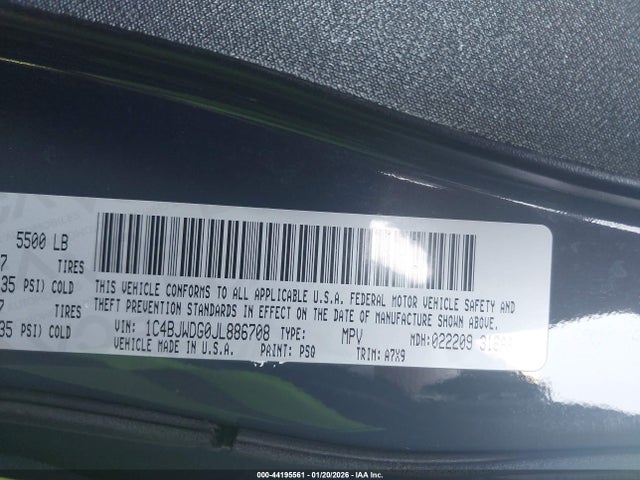 5500 LB
7 TIRES
35 PSI) COLD
7 TIRES
35 PSI) COLD
THIS VEHICLE CONFORMS TO ALL APPLICABLE U.S.A. FEDERAL MOTOR VEHICLE SAFETY AND
THEFT PREVENTION STANDARDS IN EFFECT ON THE DATE OF MANUFACTURE SHOWN ABOVE.
VIN: 1C4BJWDG0JL886708 TYPE: MPV MDH:022209
VEHICLE MADE IN U.S.A. PAINT: PSQ TRIM: A7X9
000-44195561 - 01/20/2026 - IAA Inc.